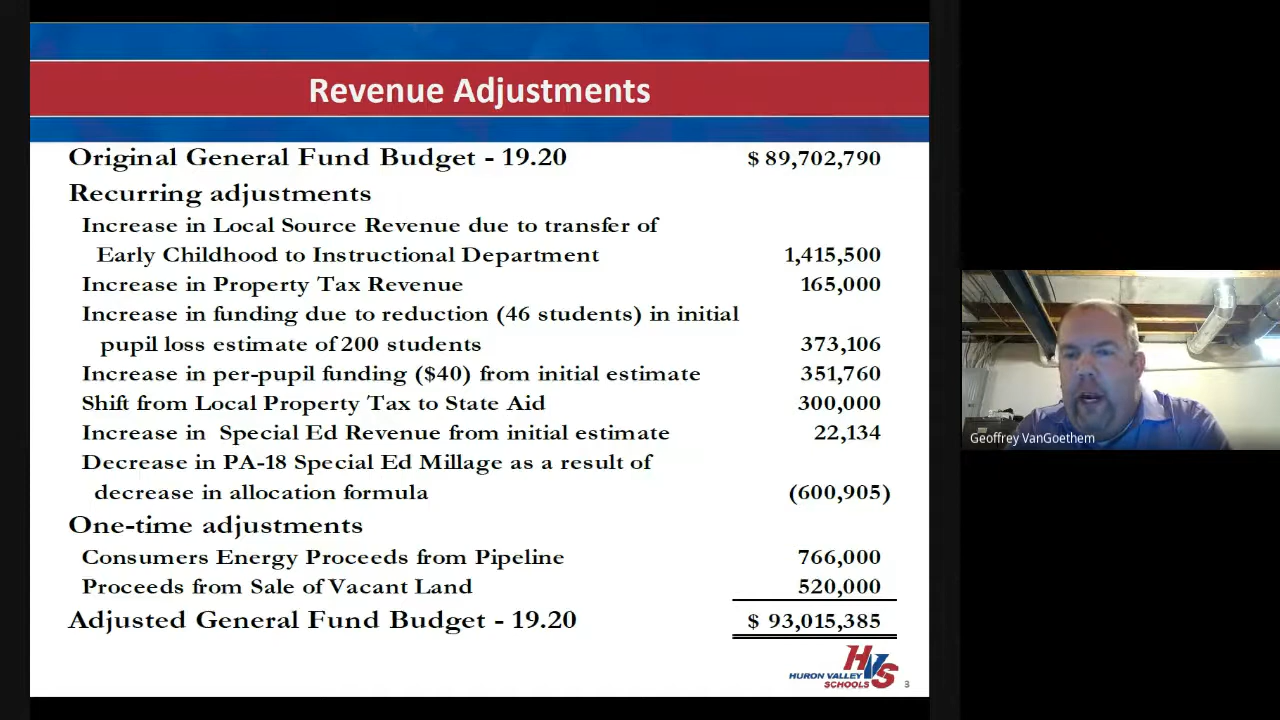 Revenue Adjustments
Original General Fund Budget - 19.20 $ 89,702,790
Recurring adjustments
Increase in Local Source Revenue due to transfer of
Early Childhood to Instructional Department 1,415,500
Increase in Property Tax Revenue 165,000
Increase in funding due to reduction (46 students) in initial
pupil loss estimate of 200 students 373,106
Increase in per-pupil funding ($40) from initial estimate 351,760
Shift from Local Property Tax to State Aid 300,000
Increase in Special Ed Revenue from initial estimate 22,134
Decrease in PA-18 Special Ed Millage as a result of
decrease in allocation formula (600,905)
One-time adjustments
Consumers Energy Proceeds from Pipeline 766,000
Proceeds from Sale of Vacant Land 520,000
Adjusted General Fund Budget - 19.20 $ 93,015,385
HVS
HURON VALLEY
SCHOOLS
3
Geoffrey VanGoethem